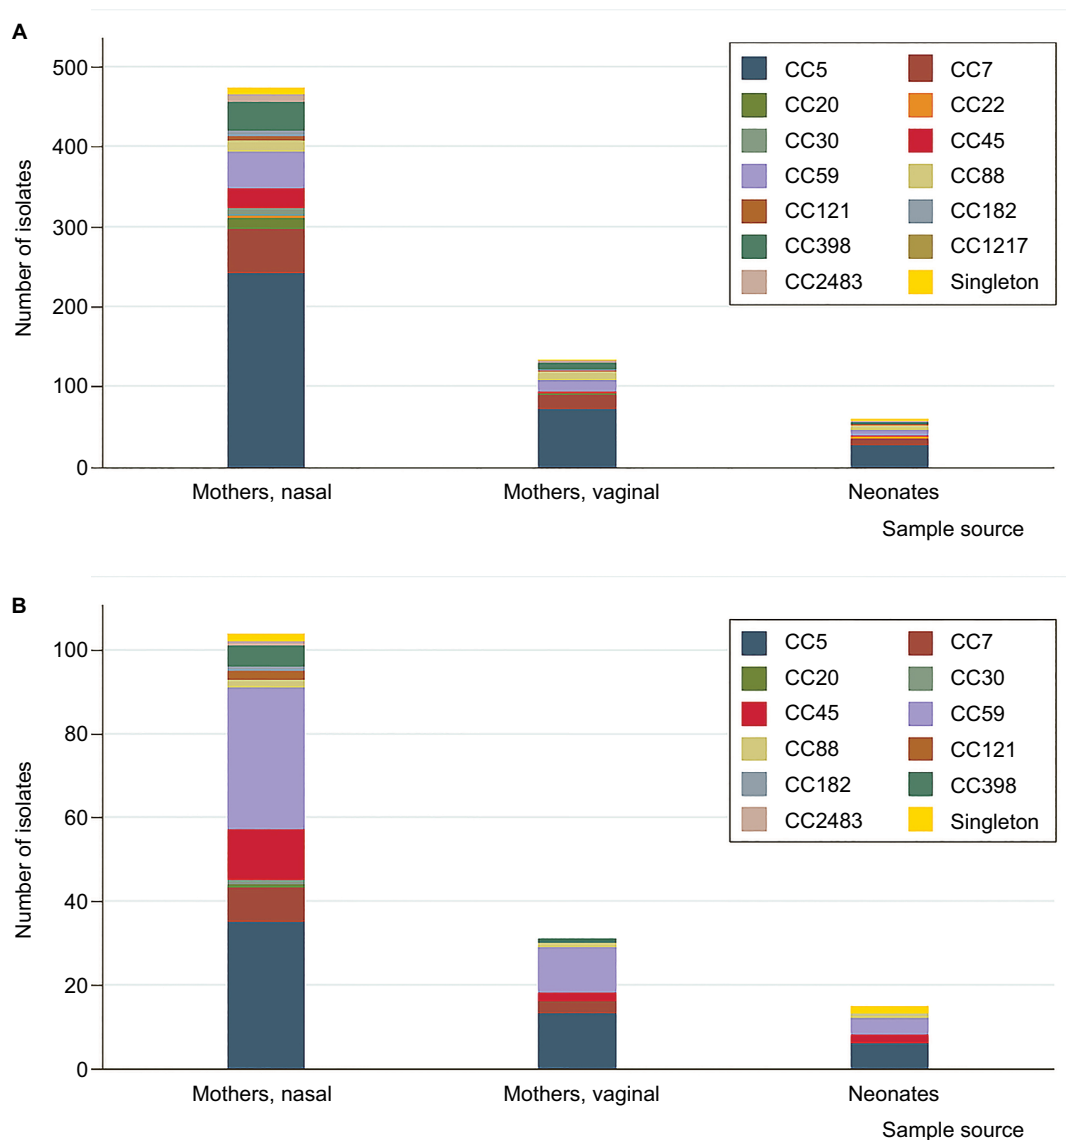 A
500
400
300
200
100
0
Number of isolates
CC5 CC7
CC20 CC22
CC30 CC45
CC59 CC88
CC121 CC182
CC398 CC1217
CC2483 Singleton
Mothers, nasal Mothers, vaginal Neonates
Sample source
B
100
80
60
40
20
0
Number of isolates
CC5 CC7
CC20 CC30
CC45 CC59
CC88 CC121
CC182 CC398
CC2483 Singleton
Mothers, nasal Mothers, vaginal Neonates
Sample source